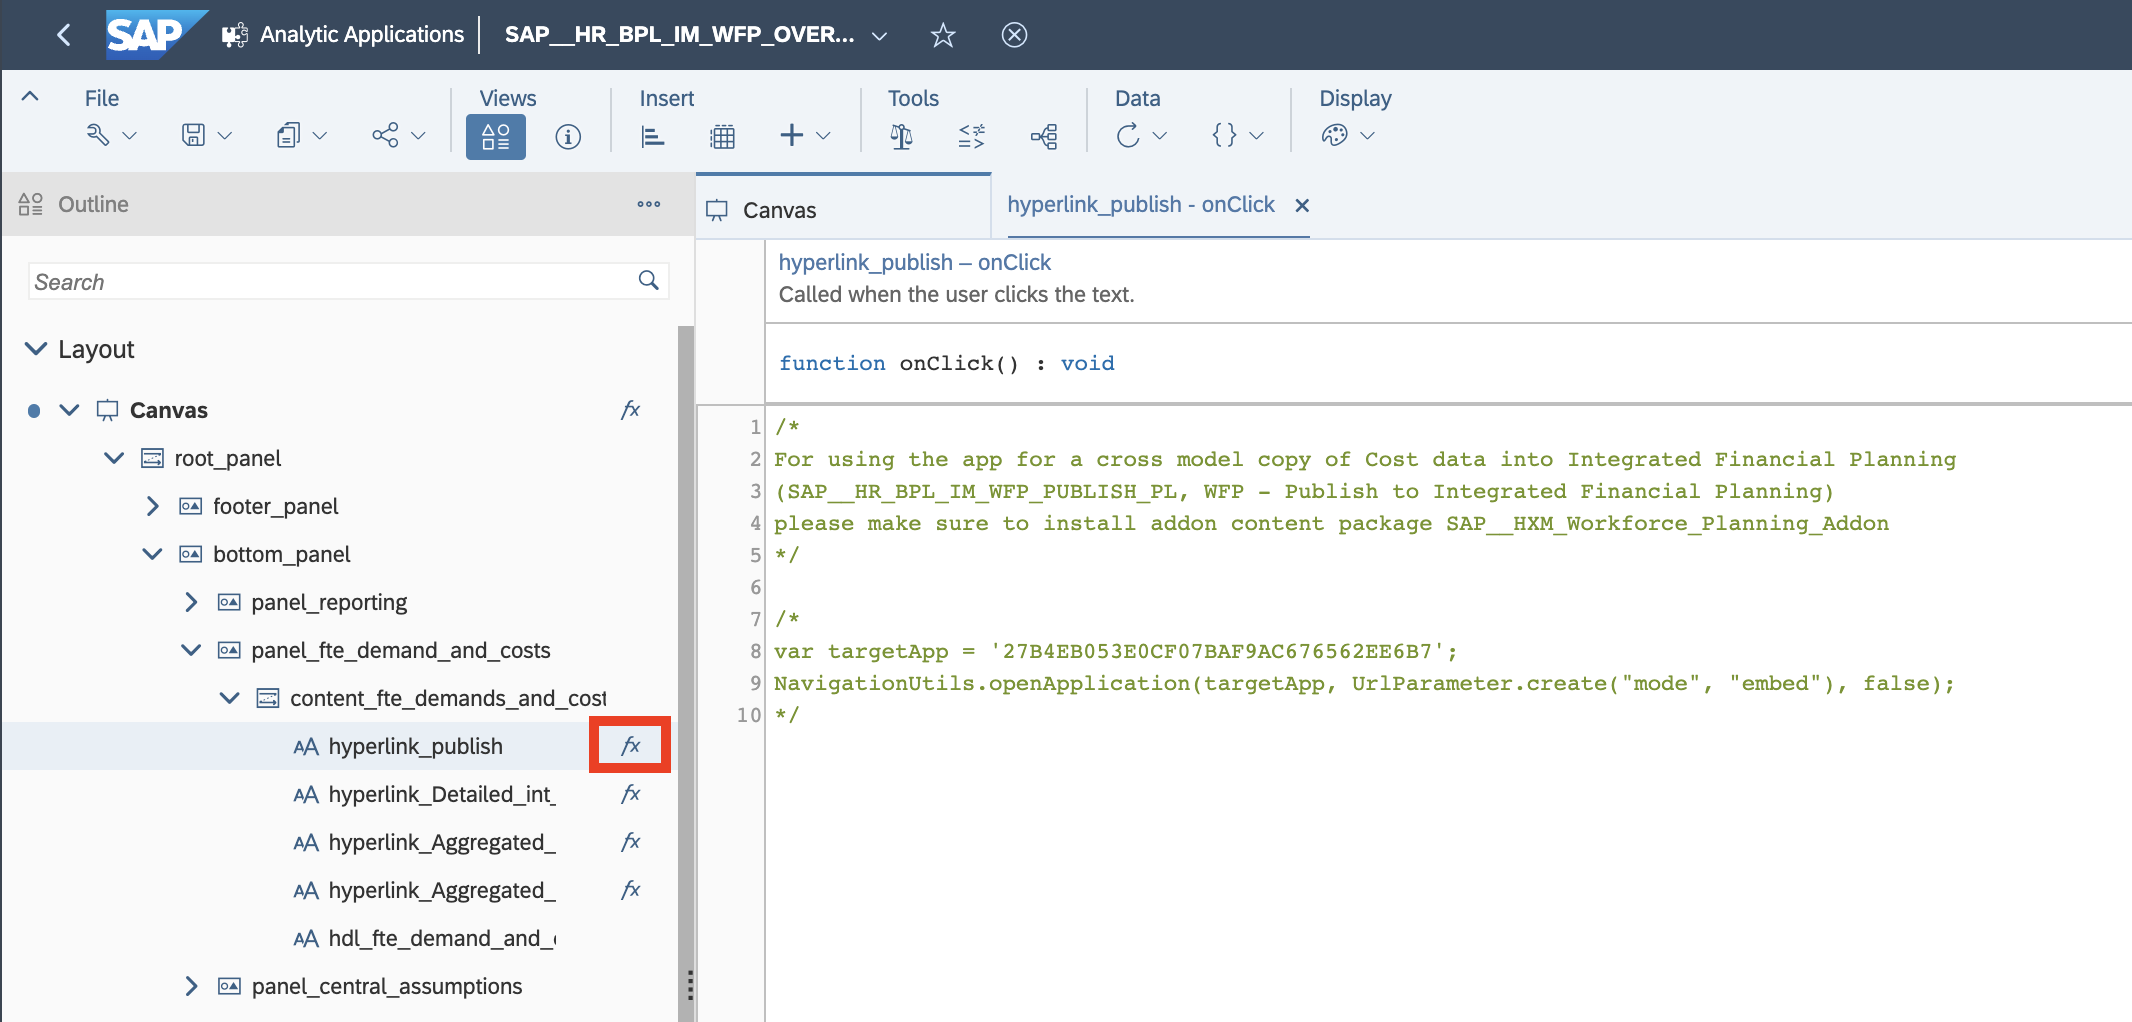 SAP Analytic Applications SAP__HR_BPL_IM_WFP_OVER...
File Views Insert Tools Data Display
Outline
Canvas
hyperlink_publish - onClick
Search
hyperlink_publish – onClick
Called when the user clicks the text.
Layout
function onClick() : void
Canvas fx
root_panel
footer_panel
bottom_panel
panel_reporting
panel_fte_demand_and_costs
content_fte_demands_and_cost
AA hyperlink_publish fx
AA hyperlink_Detailed_int_ fx
AA hyperlink_Aggregated_ fx
AA hyperlink_Aggregated_ fx
AA hdl_fte_demand_and_
panel_central_assumptions
1 /*
2 For using the app for a cross model copy of Cost data into Integrated Financial Planning
3 (SAP__HR_BPL_IM_WFP_PUBLISH_PL, WFP - Publish to Integrated Financial Planning)
4 please make sure to install addon content package SAP__HXM_Workforce_Planning_Addon
5 */
6
7 /*
8 var targetApp = '27B4EB053E0CF07BAF9AC676562EE6B7';
9 NavigationUtils.openApplication(targetApp, UrlParameter.create("mode", "embed"), false);
10 */